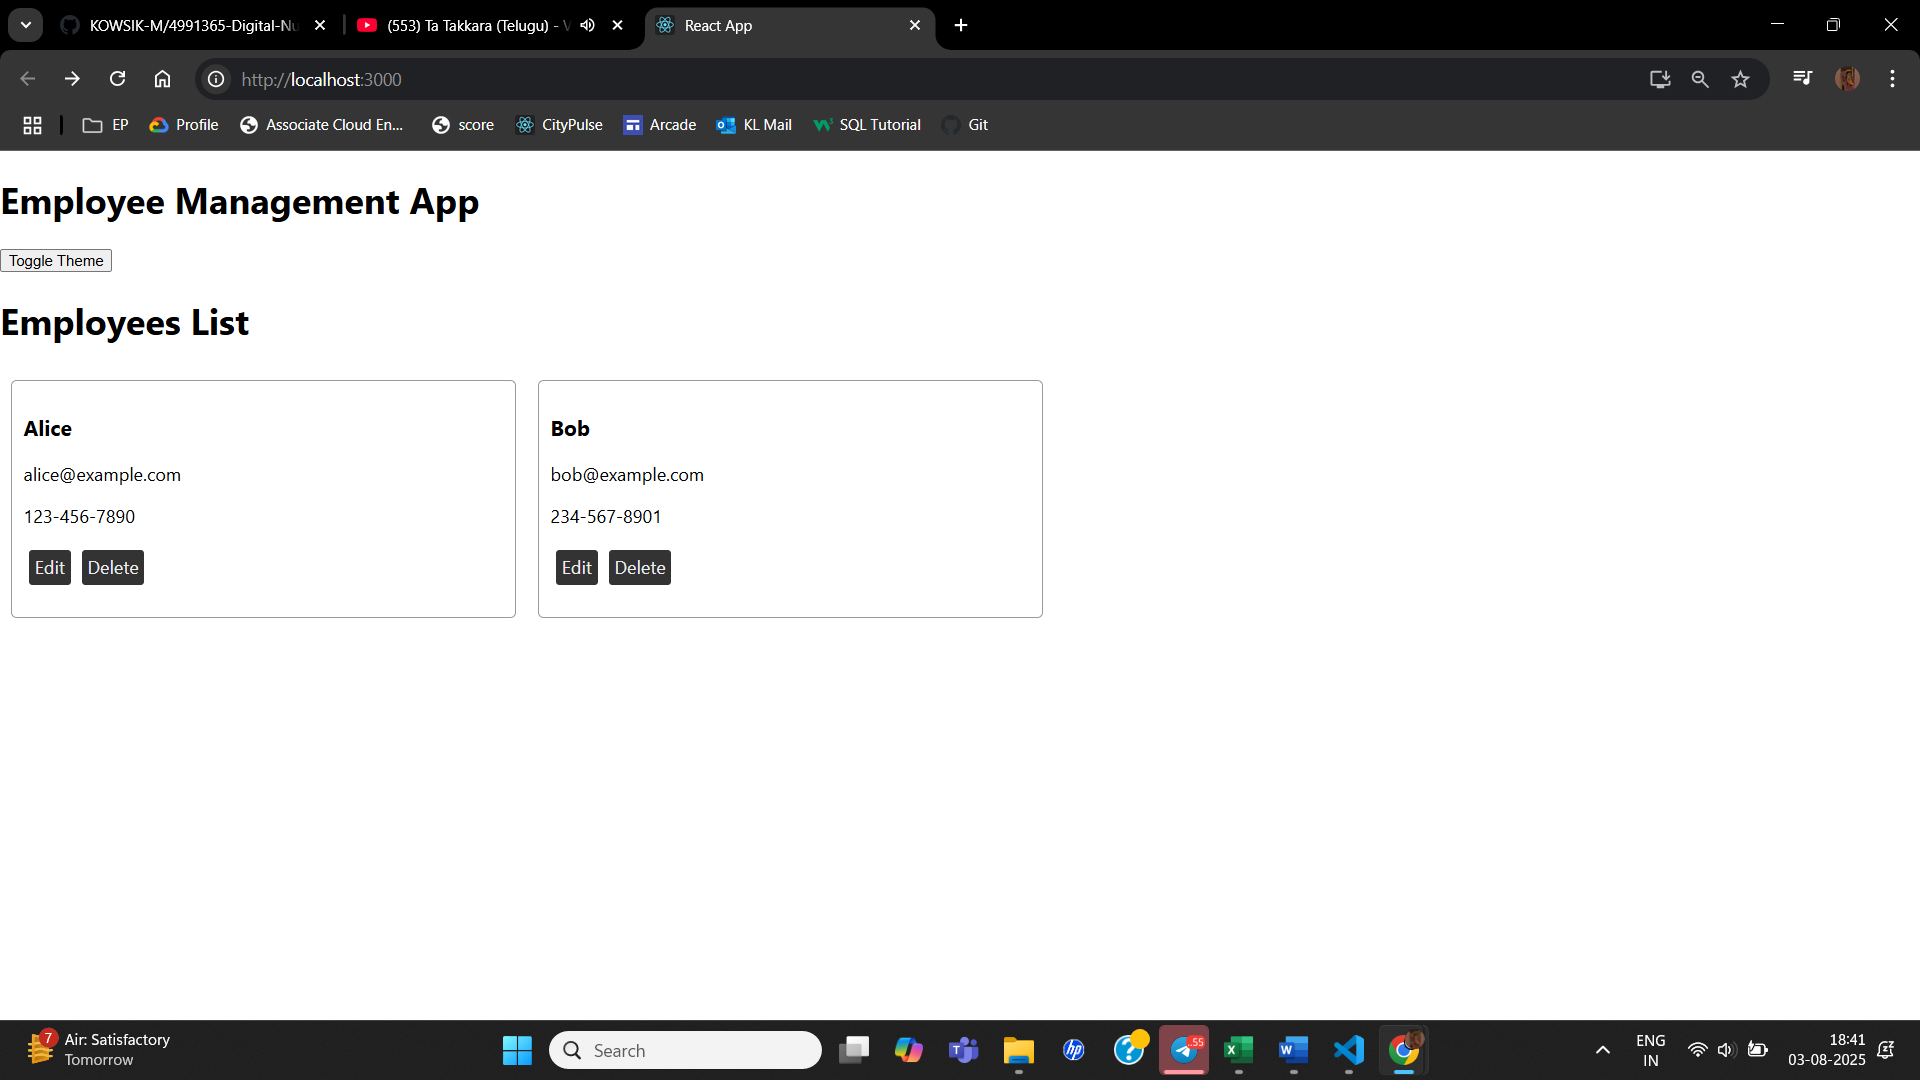 KOWSIK-M/4991365-Digital-Nu
(553) Ta Takkara (Telugu) - V
React App
http://localhost:3000
EP
Profile
Associate Cloud En...
score
CityPulse
Arcade
KL Mail
SQL Tutorial
Git
Employee Management App
Toggle Theme
Employees List
Alice
alice@example.com
123-456-7890
Edit
Delete
Bob
bob@example.com
234-567-8901
Edit
Delete
7
Air: Satisfactory
Tomorrow
Search
hp
.55
ENG
IN
18:41
03-08-2025